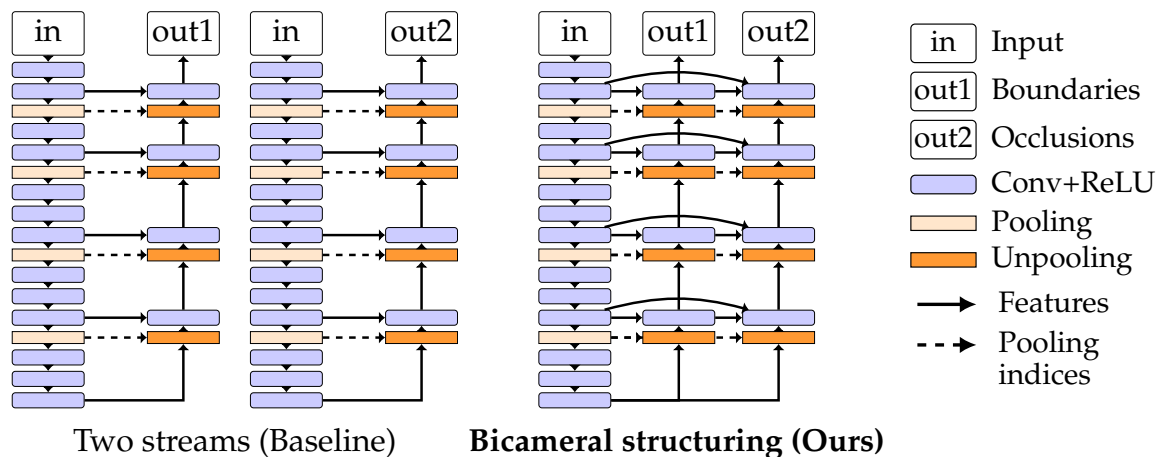 in
out1
in
out2
in
out1
out2
in
Input
out1
Boundaries
out2
Occlusions
Conv+ReLU
Pooling
Unpooling
Features
Pooling
indices
Two streams (Baseline)
Bicameral structuring (Ours)